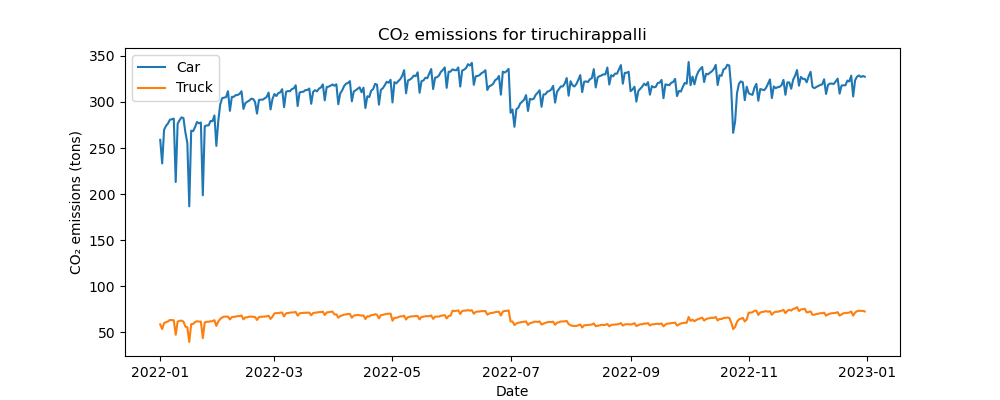 CO₂ emissions for tiruchirappalli
Car
Truck
CO₂ emissions (tons)
350
300
250
200
150
100
50
2022-01
2022-03
2022-05
2022-07
2022-09
2022-11
2023-01
Date